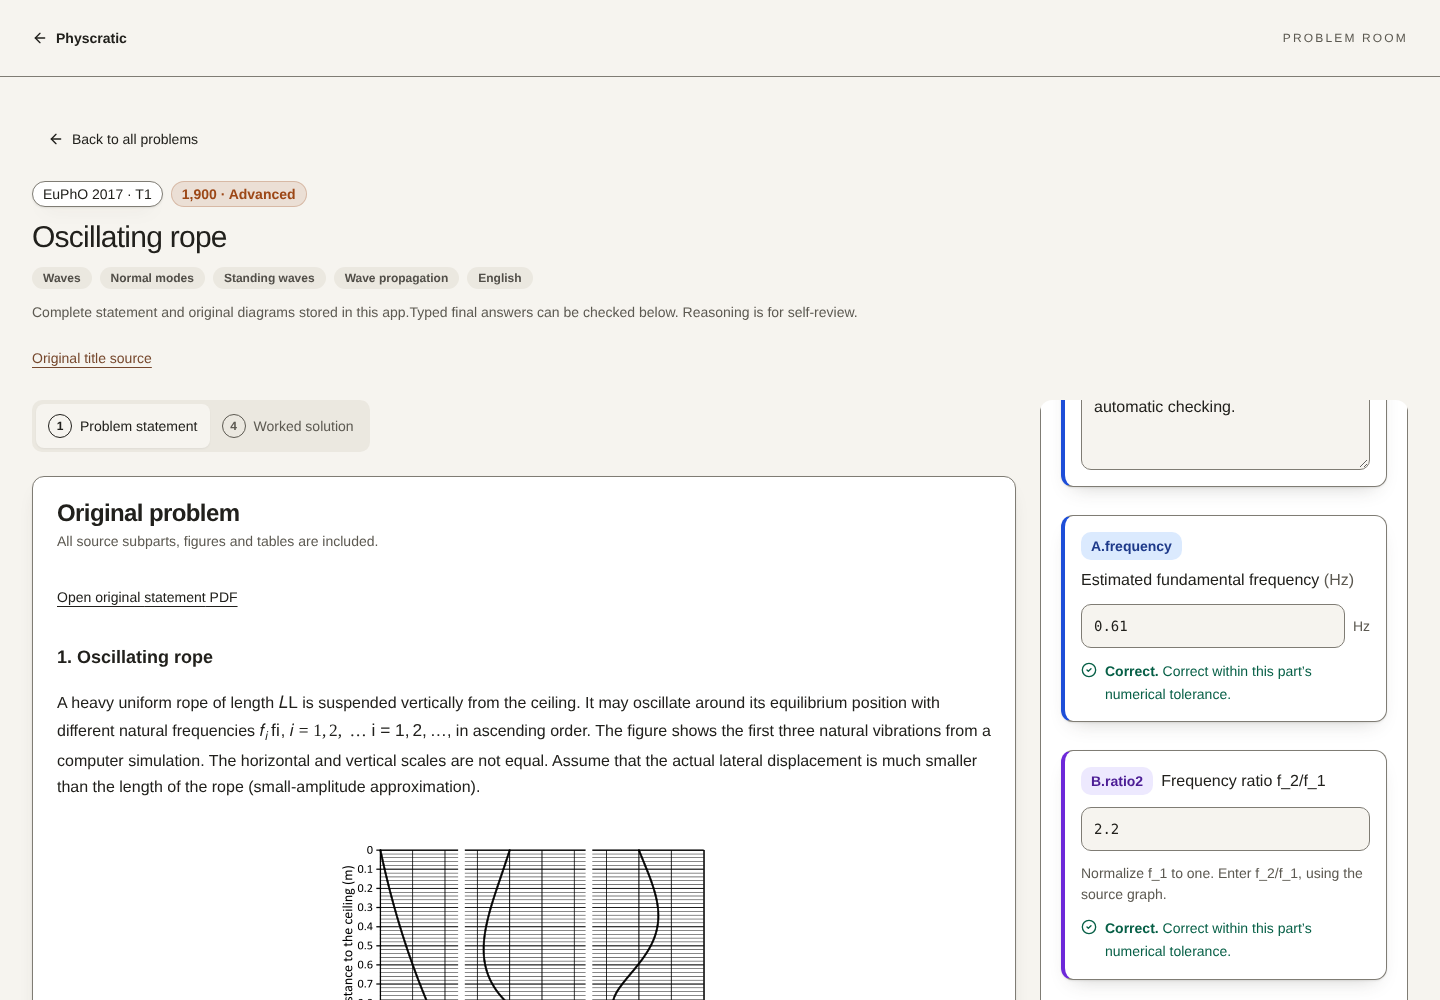 Physcratic
PROBLEM ROOM
Back to all problems
EuPhO 2017 · T1
1,900 · Advanced
Oscillating rope
Waves
Normal modes
Standing waves
Wave propagation
English
Complete statement and original diagrams stored in this app.Typed final answers can be checked below. Reasoning is for self-review.
Original title source
1 Problem statement
4 Worked solution
Original problem
All source subparts, figures and tables are included.
Open original statement PDF
1. Oscillating rope
A heavy uniform rope of length LL is suspended vertically from the ceiling. It may oscillate around its equilibrium position with
different natural frequencies f_i fi, i = 1, 2, … i = 1, 2, …, in ascending order. The figure shows the first three natural vibrations from a
computer simulation. The horizontal and vertical scales are not equal. Assume that the actual lateral displacement is much smaller
than the length of the rope (small-amplitude approximation).
stance to the ceiling (m)
0
0.1
0.2
0.3
0.4
0.5
0.6
0.7
automatic checking.
A.frequency
Estimated fundamental frequency (Hz)
0.61
Hz
Correct. Correct within this part’s
numerical tolerance.
B.ratio2 Frequency ratio f_2/f_1
2.2
Normalize f_1 to one. Enter f_2/f_1, using the
source graph.
Correct. Correct within this part’s
numerical tolerance.